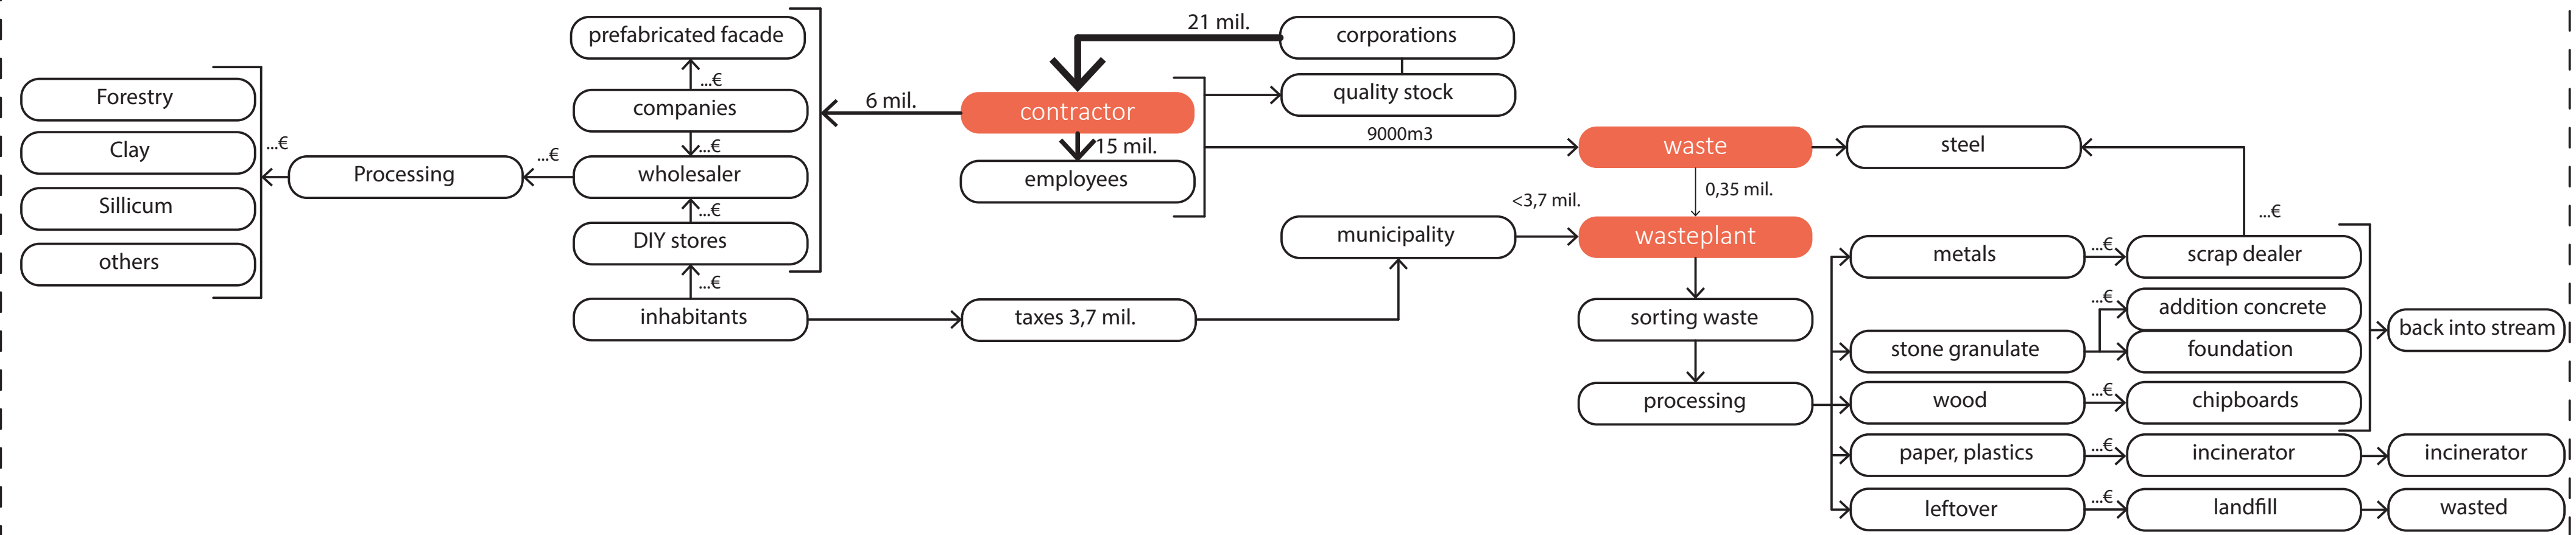 Forestry
Clay
Sillicum
others
...€
Processing
...€
prefabricated facade
...€
companies
...€
wholesaler
...€
DIY stores
...€
inhabitants
6 mil.
21 mil.
contractor
15 mil.
employees
taxes 3,7 mil.
corporations
quality stock
9000m3
municipality
<3,7 mil.
waste
0,35 mil.
wasteplant
sorting waste
processing
steel
...€
metals
...€
scrap dealer
stone granulate
...€
addition concrete
foundation
wood
...€
chipboards
paper, plastics
...€
incinerator
leftover
...€
landfill
back into stream
incinerator
wasted